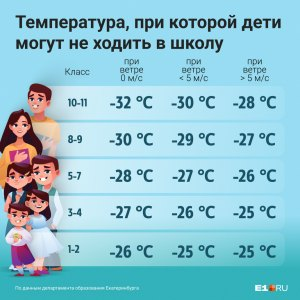 Температура, при которой дети
могут не ходить в школу
Класс
при ветре 0 м/с
при ветре < 5 м/с
при ветре > 5 м/с
10-11 -32 °C -30 °C -28 °C
8-9 -30 °C -29 °C -27 °C
5-7 -28 °C -27 °C -26 °C
3-4 -27 °C -26 °C -25 °C
1-2 -26 °C -25 °C -25 °C
По данным департамента образования Екатеринбурга
E1.RU